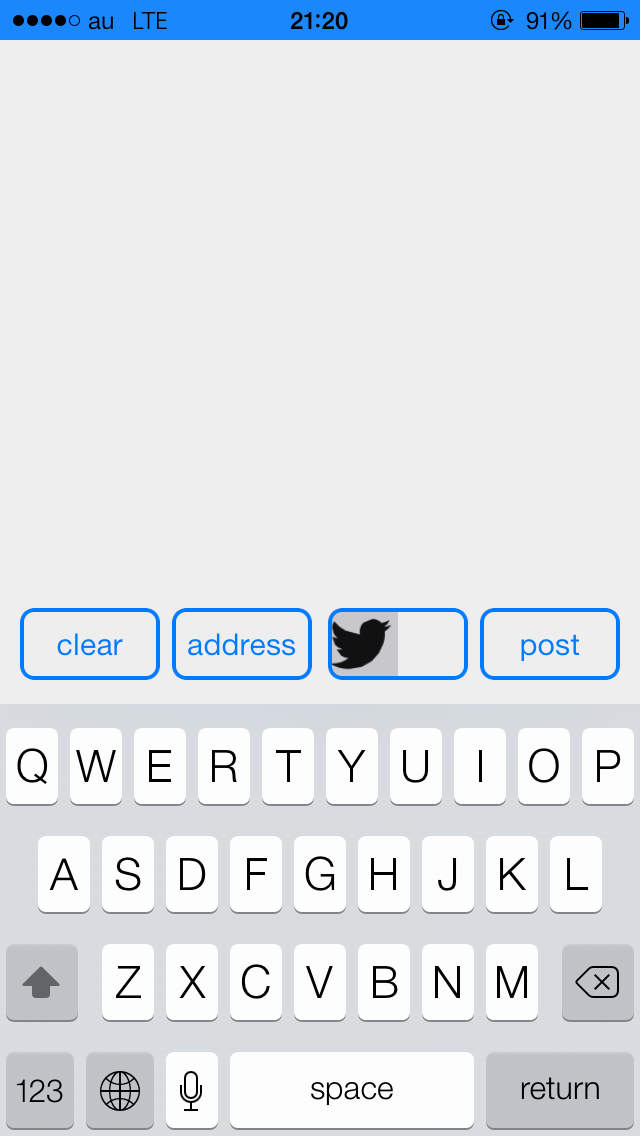 au LTE 21:20 91%
clear address post
Q W E R T Y U I O P
A S D F G H J K L
Z X C V B N M
123 space return